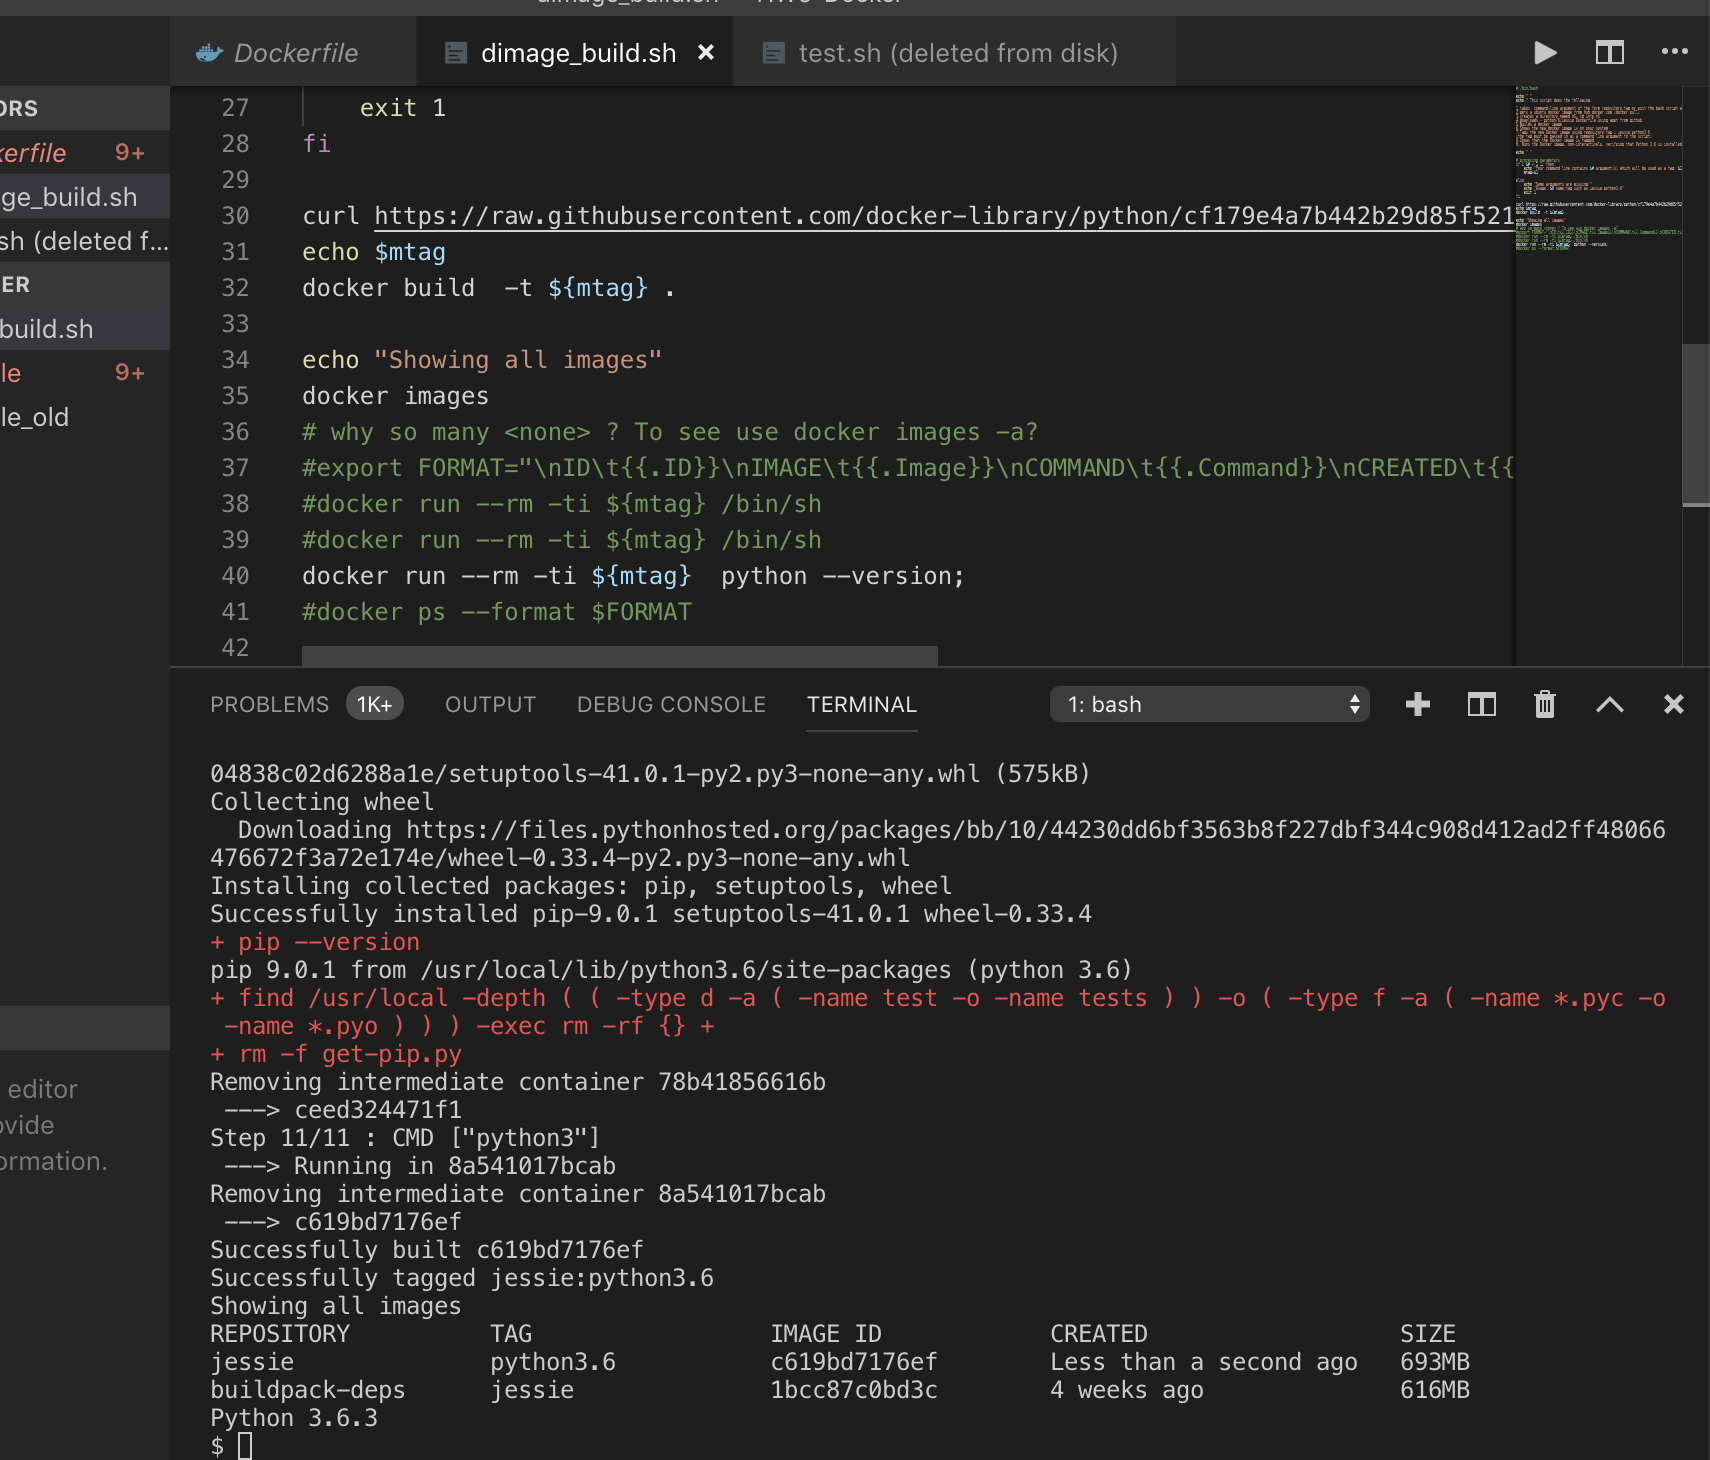 Dockerfile
dimage_build.sh ×
test.sh (deleted from disk)
ORS
kerfile 9+
ge_build.sh
sh (deleted f...
ER
build.sh
le 9+
le_old
editor
ovide
ormation.
27 exit 1
28 fi
29
30 curl https://raw.githubusercontent.com/docker-library/python/cf179e4a7b442b29d85f521
31 echo $mtag
32 docker build  -t ${mtag} .
33
34 echo "Showing all images"
35 docker images
36 # why so many <none> ? To see use docker images -a?
37 #export FORMAT="\nID\t{{.ID}}\nIMAGE\t{{.Image}}\nCOMMAND\t{{.Command}}\nCREATED\t{{
38 #docker run --rm -ti ${mtag} /bin/sh
39 #docker run --rm -ti ${mtag} /bin/sh
40 docker run --rm -ti ${mtag}  python --version;
41 #docker ps --format $FORMAT
42
PROBLEMS 1K+ OUTPUT DEBUG CONSOLE TERMINAL 1: bash
04838c02d6288a1e/setuptools-41.0.1-py2.py3-none-any.whl (575kB)
Collecting wheel
  Downloading https://files.pythonhosted.org/packages/bb/10/44230dd6bf3563b8f227dbf344c908d412ad2ff48066
476672f3a72e174e/wheel-0.33.4-py2.py3-none-any.whl
Installing collected packages: pip, setuptools, wheel
Successfully installed pip-9.0.1 setuptools-41.0.1 wheel-0.33.4
+ pip --version
pip 9.0.1 from /usr/local/lib/python3.6/site-packages (python 3.6)
+ find /usr/local -depth ( ( -type d -a ( -name test -o -name tests ) ) -o ( -type f -a ( -name *.pyc -o
 -name *.pyo ) ) ) -exec rm -rf {} +
+ rm -f get-pip.py
Removing intermediate container 78b41856616b
 ---> ceed324471f1
Step 11/11 : CMD ["python3"]
 ---> Running in 8a541017bcab
Removing intermediate container 8a541017bcab
 ---> c619bd7176ef
Successfully built c619bd7176ef
Successfully tagged jessie:python3.6
Showing all images
REPOSITORY TAG IMAGE ID CREATED SIZE
jessie python3.6 c619bd7176ef Less than a second ago 693MB
buildpack-deps jessie 1bcc87c0bd3c 4 weeks ago 616MB
Python 3.6.3
$